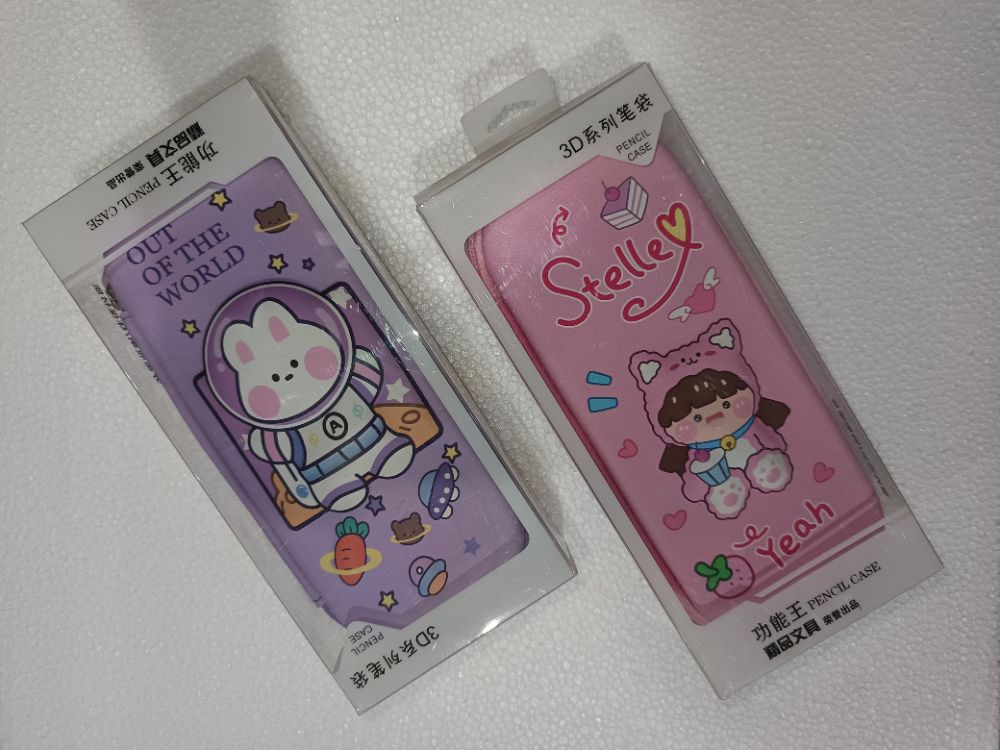 精品文具 荣誉出品
功能王 PENCIL CASE
OUT
OF THE
WORLD
A
3D系列笔袋
PENCIL
CASE
3D系列笔袋
PENCIL
CASE
Stelle
Yeah
功能王 PENCIL CASE
精品文具 荣誉出品